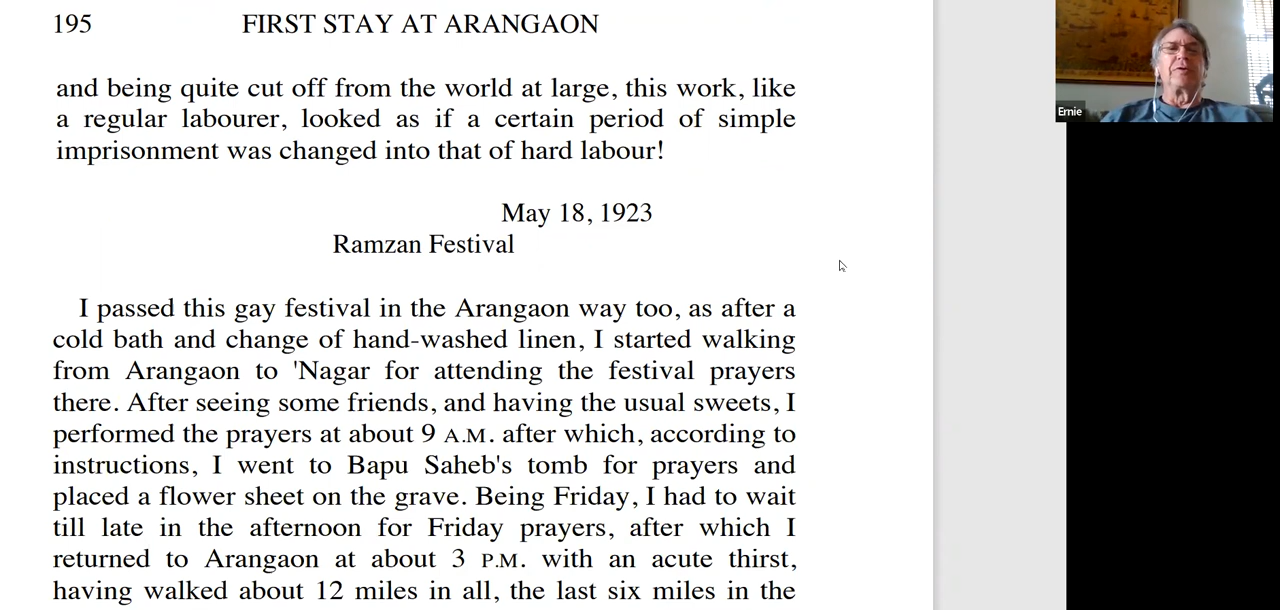 195 FIRST STAY AT ARANGAON
and being quite cut off from the world at large, this work, like
a regular labourer, looked as if a certain period of simple
imprisonment was changed into that of hard labour!
May 18, 1923
Ramzan Festival
I passed this gay festival in the Arangaon way too, as after a
cold bath and change of hand-washed linen, I started walking
from Arangaon to 'Nagar for attending the festival prayers
there. After seeing some friends, and having the usual sweets, I
performed the prayers at about 9 A.M. after which, according to
instructions, I went to Bapu Saheb's tomb for prayers and
placed a flower sheet on the grave. Being Friday, I had to wait
till late in the afternoon for Friday prayers, after which I
returned to Arangaon at about 3 P.M. with an acute thirst,
having walked about 12 miles in all, the last six miles in the
Ernie